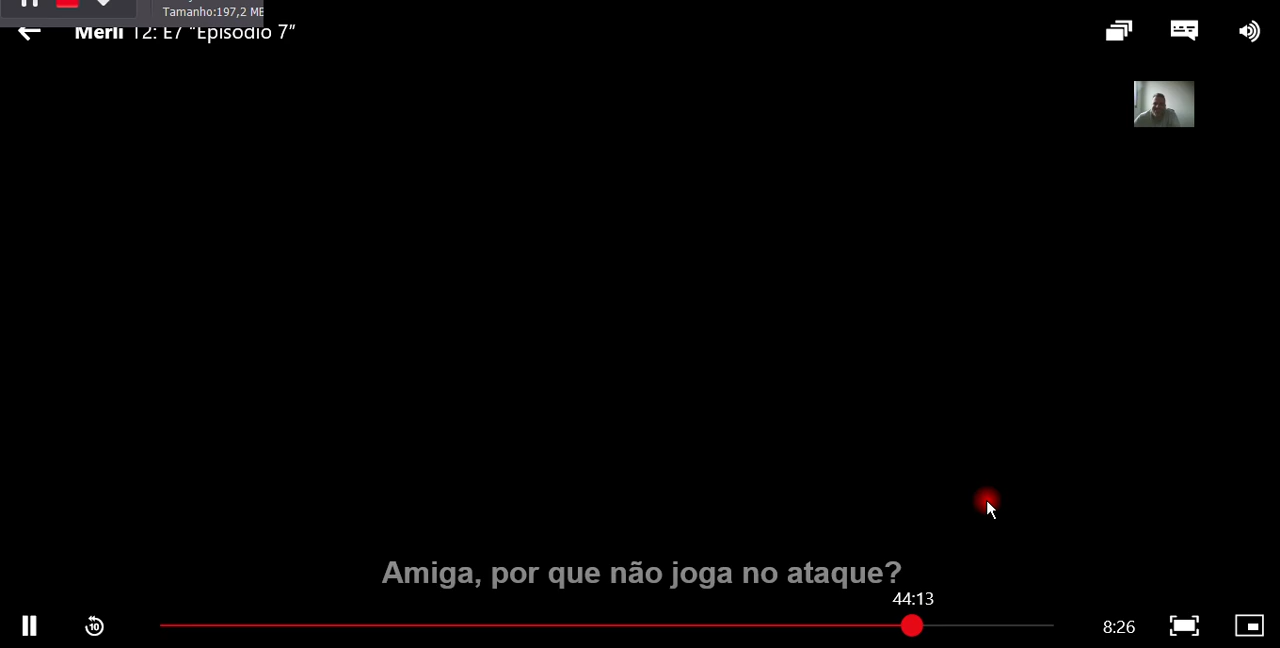 Tamanho:197,2 MB
Merlí T2: E7 "Episódio 7"
Amiga, por que não joga no ataque?
44:13
10
8:26